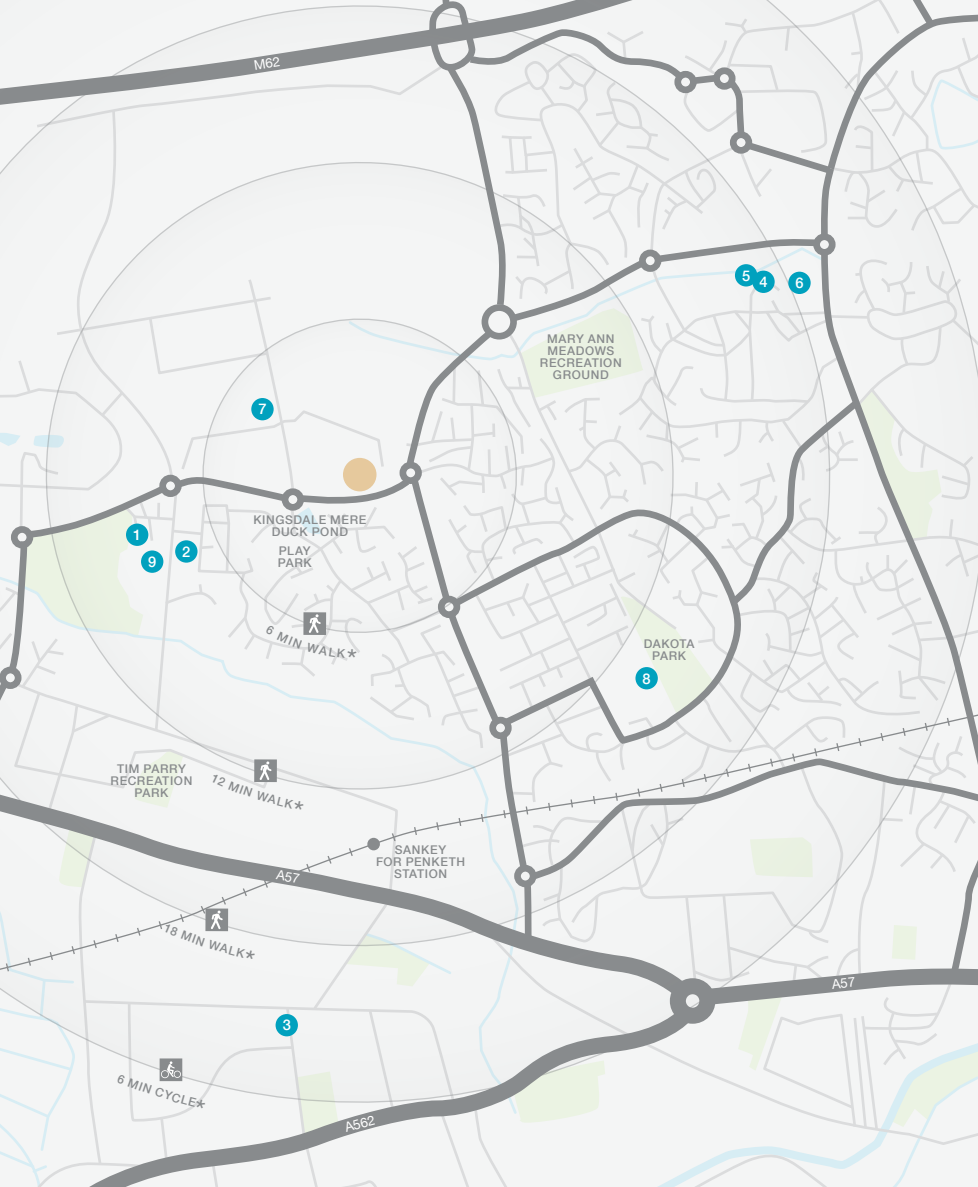 M62
5
4
6
MARY ANN
MEADOWS
RECREATION
GROUND
7
KINGSDALE MERE
DUCK POND
PLAY
PARK
1
9
2
6 MIN WALK*
DAKOTA
PARK
8
TIM PARRY
RECREATION
PARK
12 MIN WALK*
SANKEY
FOR PENKETH
STATION
A57
18 MIN WALK*
A57
3
6 MIN CYCLE*
A562